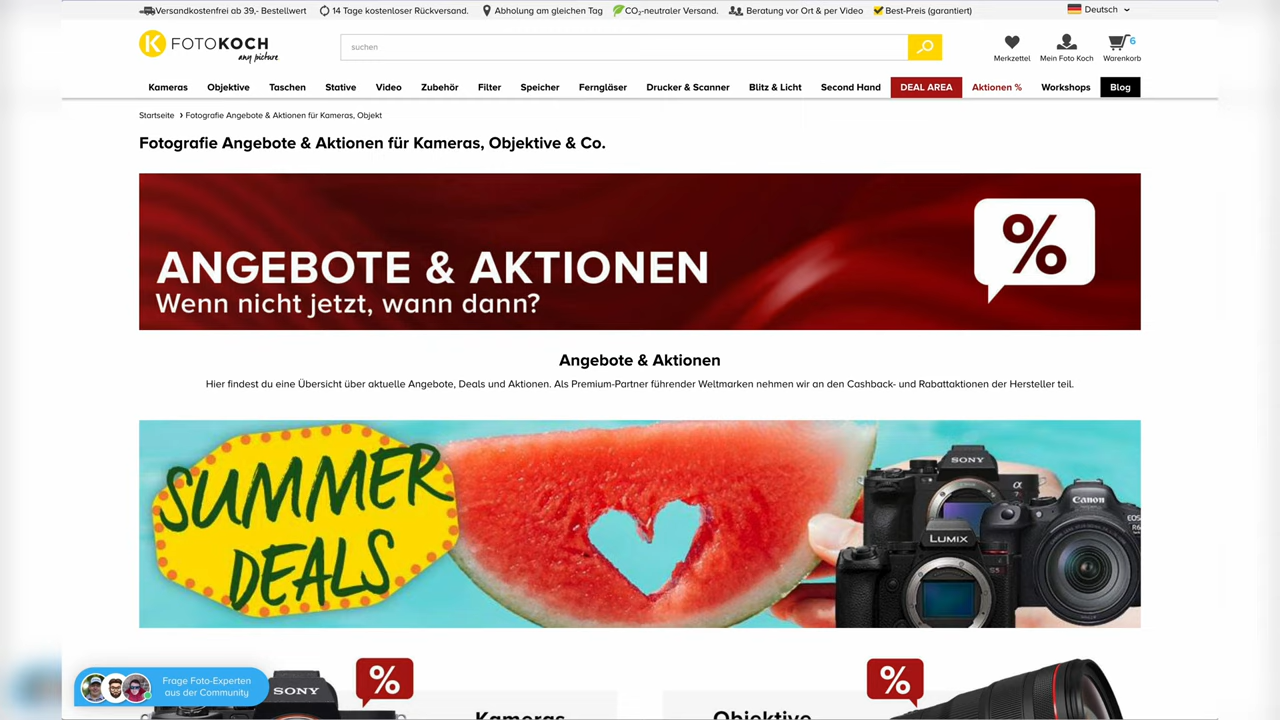 Versandkostenfrei ab 39,- Bestellwert 14 Tage kostenloser Rückversand. Abholung am gleichen Tag CO₂-neutraler Versand. Beratung vor Ort & per Video Best-Preis (garantiert) Deutsch
K FOTOKOCH
any picture
suchen
6
Merkzettel Mein Foto Koch Warenkorb
Kameras Objektive Taschen Stative Video Zubehör Filter Speicher Ferngläser Drucker & Scanner Blitz & Licht Second Hand DEAL AREA Aktionen % Workshops Blog
Startseite › Fotografie Angebote & Aktionen für Kameras, Objekt
Fotografie Angebote & Aktionen für Kameras, Objektive & Co.
ANGEBOTE & AKTIONEN
Wenn nicht jetzt, wann dann?
%
Angebote & Aktionen
Hier findest du eine Übersicht über aktuelle Angebote, Deals und Aktionen. Als Premium-Partner führender Weltmarken nehmen wir an den Cashback- und Rabattaktionen der Hersteller teil.
SUMMER
DEALS
SONY
α
Canon
EOS
R6
LUMIX
S5
Frage Foto-Experten
aus der Community
SONY
%
Kameras
%
Objektive